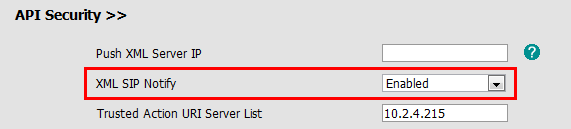 API Security >>
Push XML Server IP
XML SIP Notify Enabled
Trusted Action URI Server List 10.2.4.215